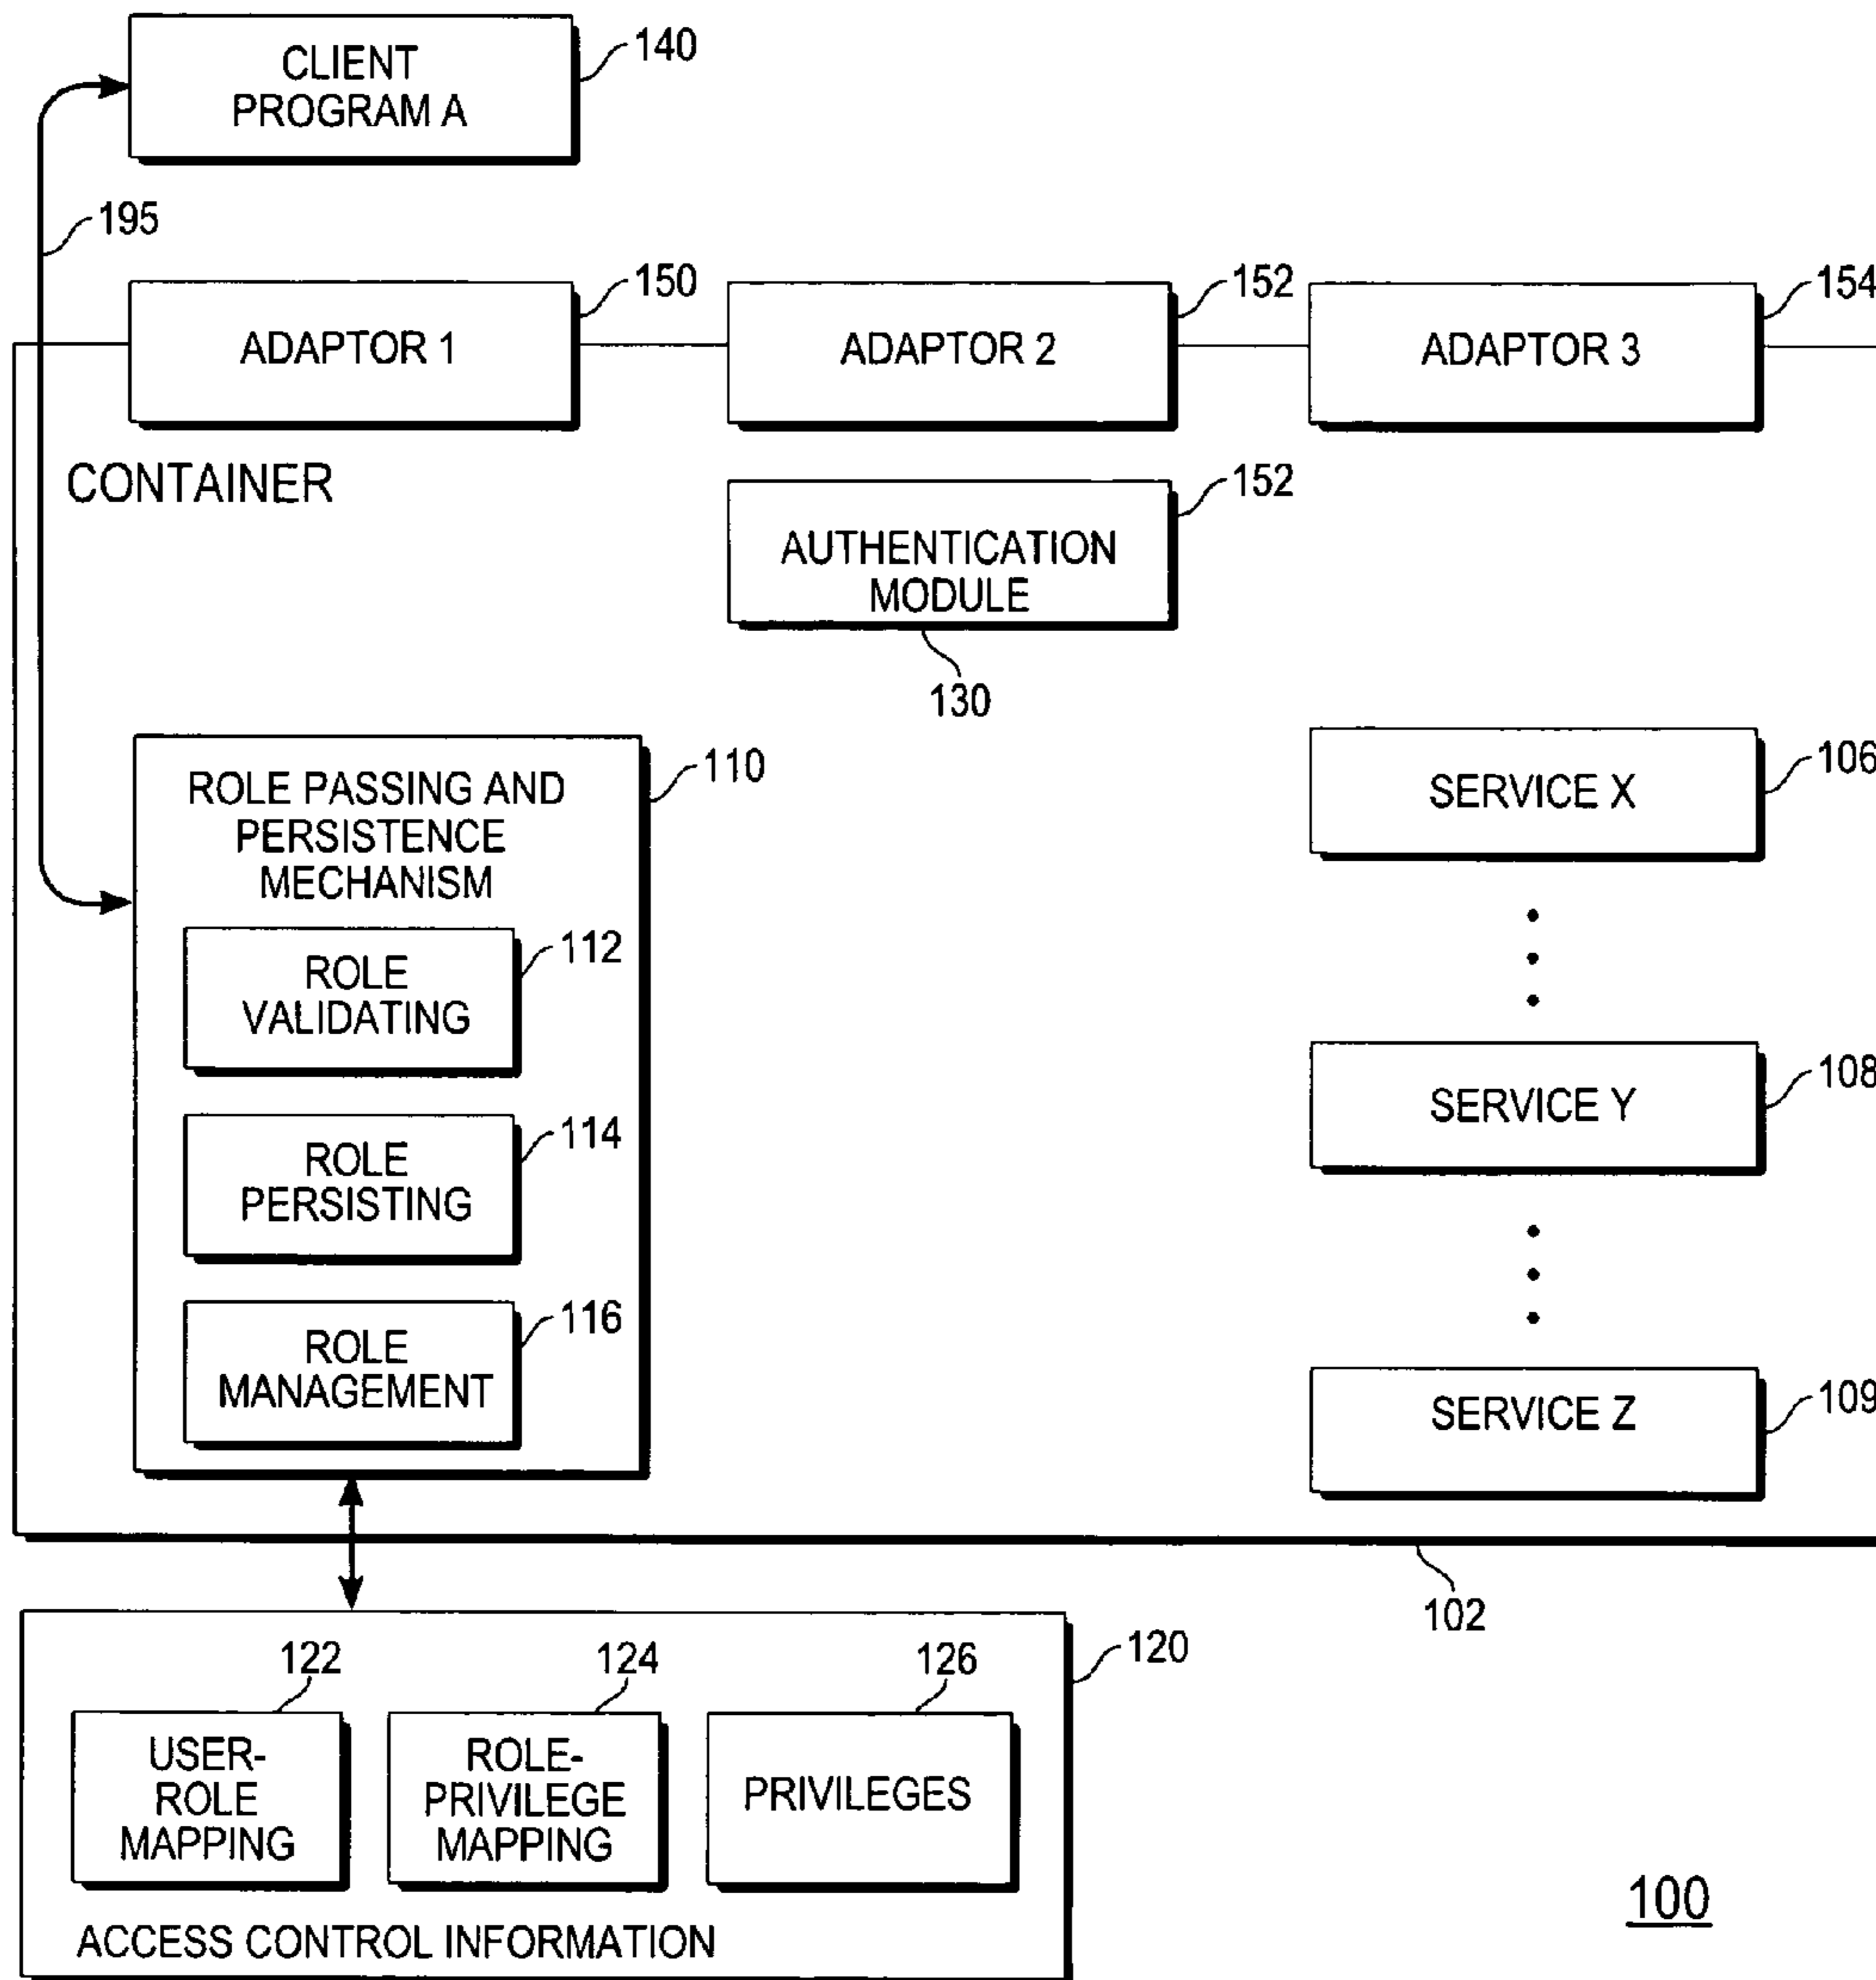 CLIENT
PROGRAM A
140
195
150
152
154
ADAPTOR 1
ADAPTOR 2
ADAPTOR 3
CONTAINER
152
AUTHENTICATION
MODULE
130
110
ROLE PASSING AND
PERSISTENCE
MECHANISM
106
SERVICE X
112
ROLE
VALIDATING
108
SERVICE Y
114
ROLE
PERSISTING
116
ROLE
MANAGEMENT
109
SERVICE Z
102
120
122
124
126
USER-
ROLE
MAPPING
ROLE-
PRIVILEGE
MAPPING
PRIVILEGES
ACCESS CONTROL INFORMATION
100